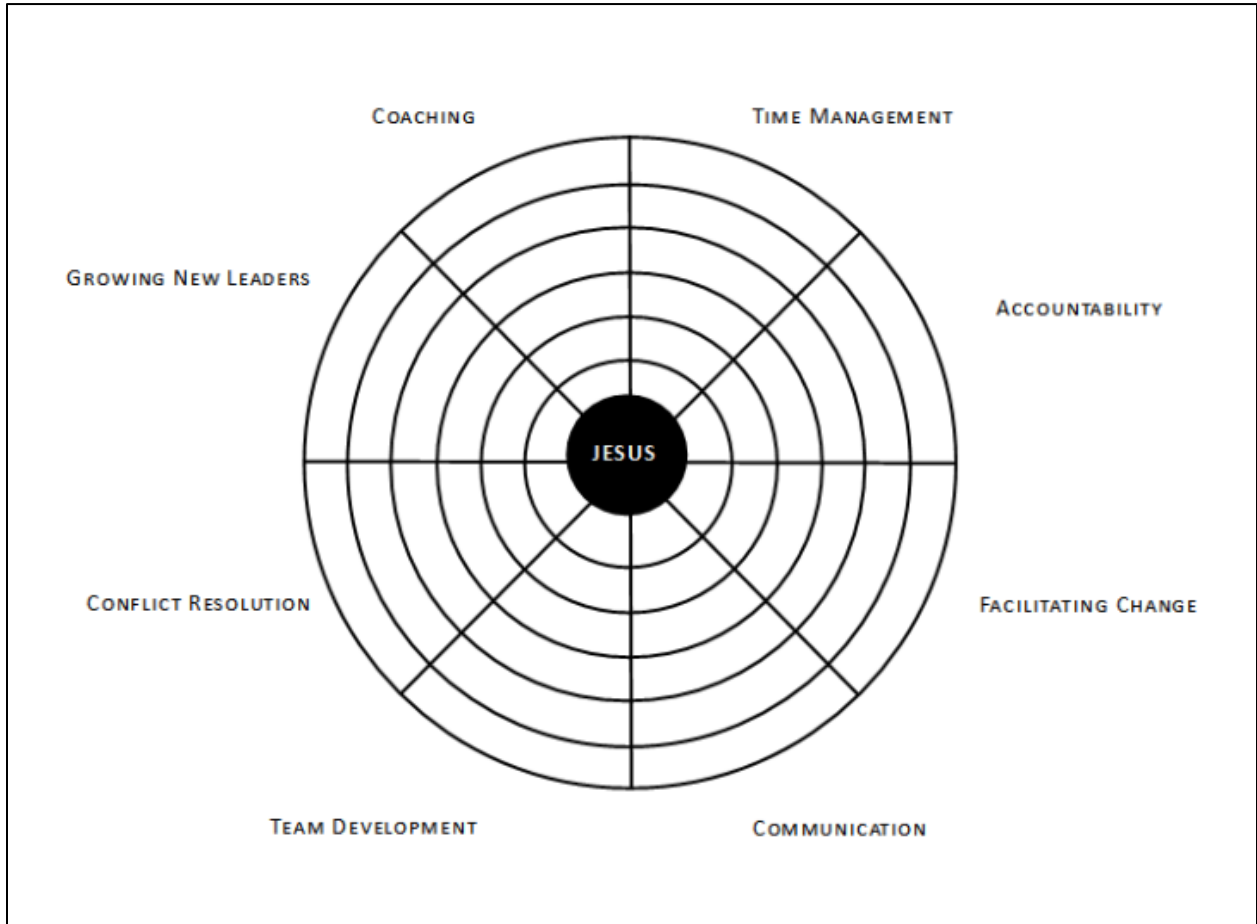 COACHING
TIME MANAGEMENT
GROWING NEW LEADERS
ACCOUNTABILITY
JESUS
CONFLICT RESOLUTION
FACILITATING CHANGE
TEAM DEVELOPMENT
COMMUNICATION